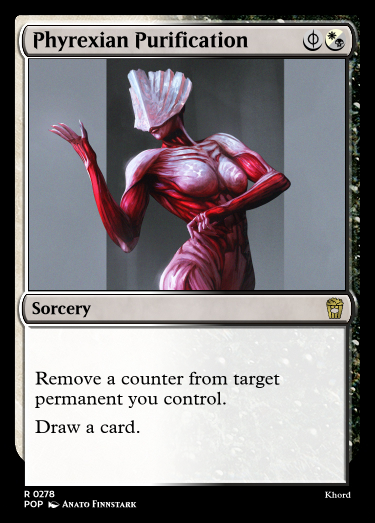 Phyrexian Purification
Sorcery
Remove a counter from target
permanent you control.
Draw a card.
R 0278
POP Anato Finnstark
Khord